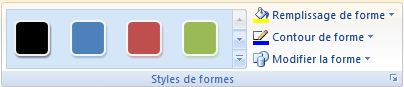 Remplissage de forme
Contour de forme
Modifier la forme
Styles de formes